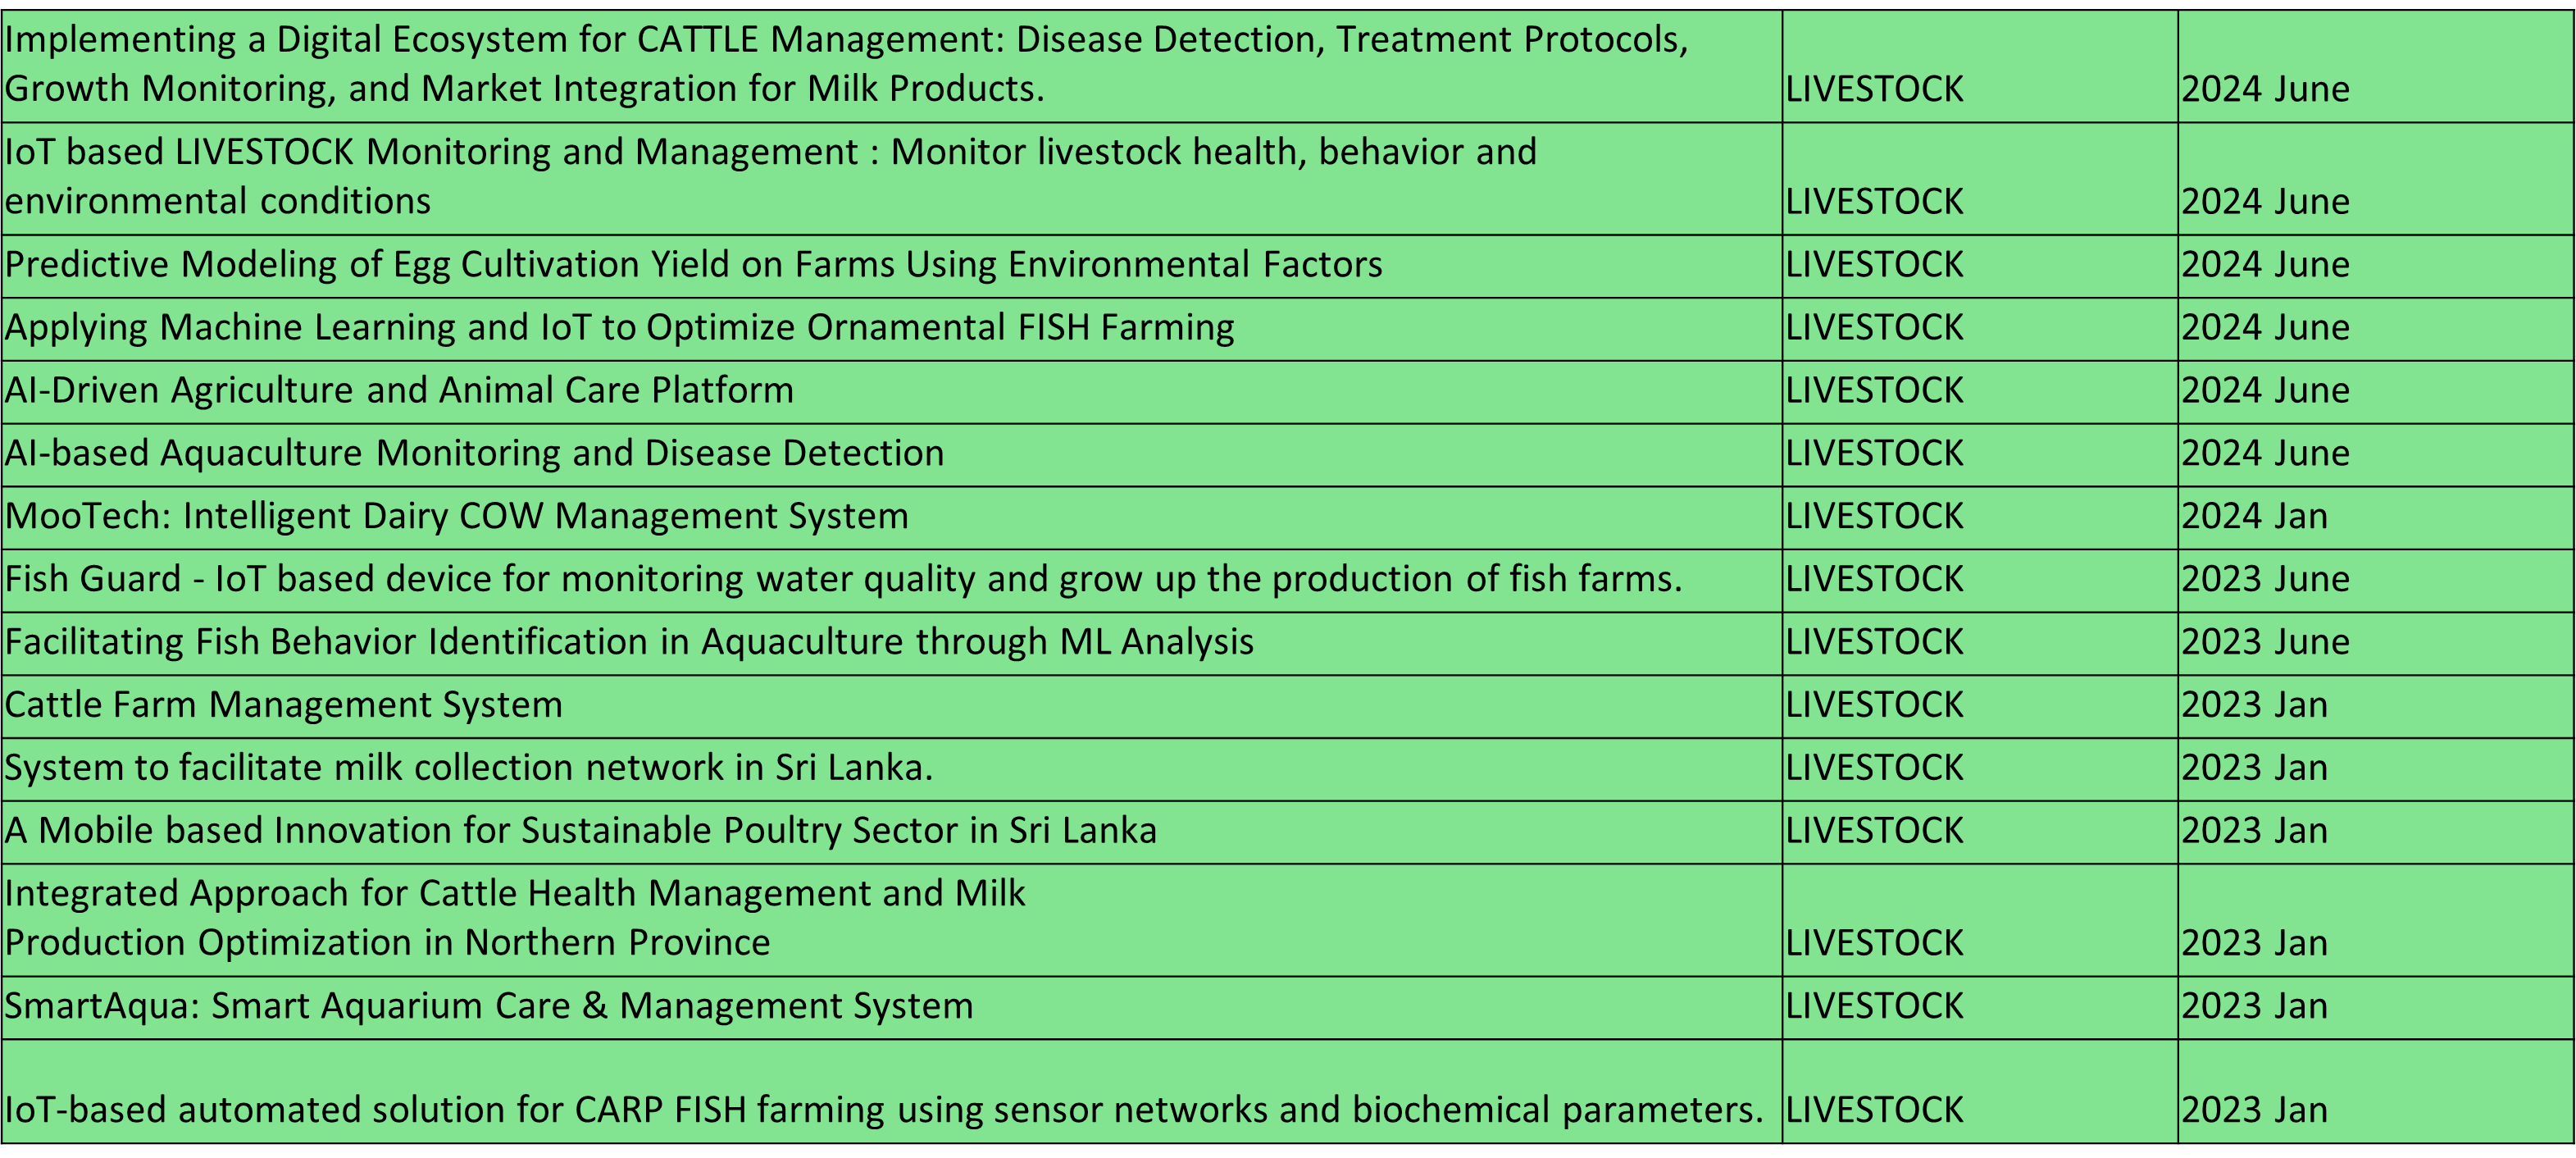 Implementing a Digital Ecosystem for CATTLE Management: Disease Detection, Treatment Protocols,
Growth Monitoring, and Market Integration for Milk Products. LIVESTOCK 2024 June
IoT based LIVESTOCK Monitoring and Management : Monitor livestock health, behavior and
environmental conditions LIVESTOCK 2024 June
Predictive Modeling of Egg Cultivation Yield on Farms Using Environmental Factors LIVESTOCK 2024 June
Applying Machine Learning and IoT to Optimize Ornamental FISH Farming LIVESTOCK 2024 June
AI-Driven Agriculture and Animal Care Platform LIVESTOCK 2024 June
AI-based Aquaculture Monitoring and Disease Detection LIVESTOCK 2024 June
MooTech: Intelligent Dairy COW Management System LIVESTOCK 2024 Jan
Fish Guard - IoT based device for monitoring water quality and grow up the production of fish farms. LIVESTOCK 2023 June
Facilitating Fish Behavior Identification in Aquaculture through ML Analysis LIVESTOCK 2023 June
Cattle Farm Management System LIVESTOCK 2023 Jan
System to facilitate milk collection network in Sri Lanka. LIVESTOCK 2023 Jan
A Mobile based Innovation for Sustainable Poultry Sector in Sri Lanka LIVESTOCK 2023 Jan
Integrated Approach for Cattle Health Management and Milk
Production Optimization in Northern Province LIVESTOCK 2023 Jan
SmartAqua: Smart Aquarium Care & Management System LIVESTOCK 2023 Jan
IoT-based automated solution for CARP FISH farming using sensor networks and biochemical parameters. LIVESTOCK 2023 Jan